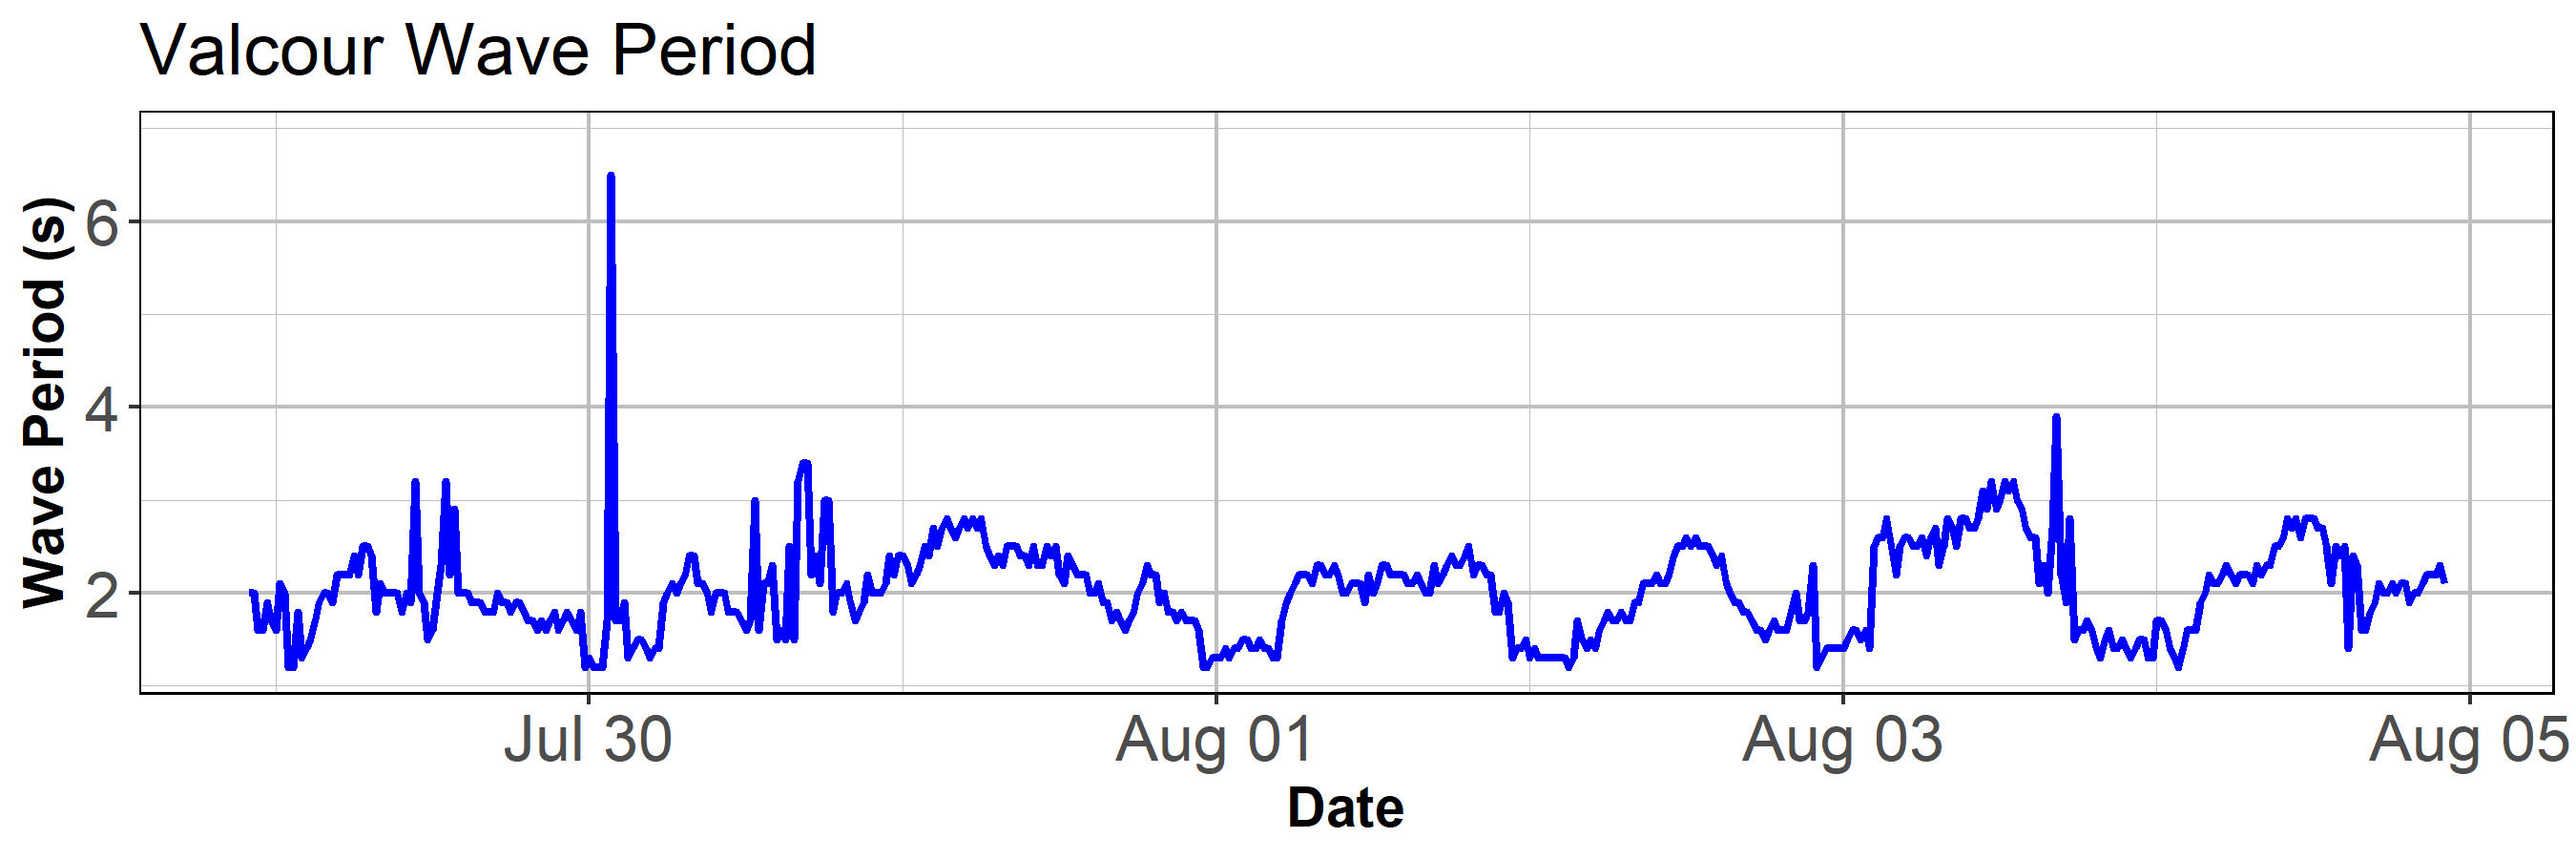 Valcour Wave Period
Wave Period (s)
6
4
2
Jul 30 Aug 01 Aug 03 Aug 05
Date